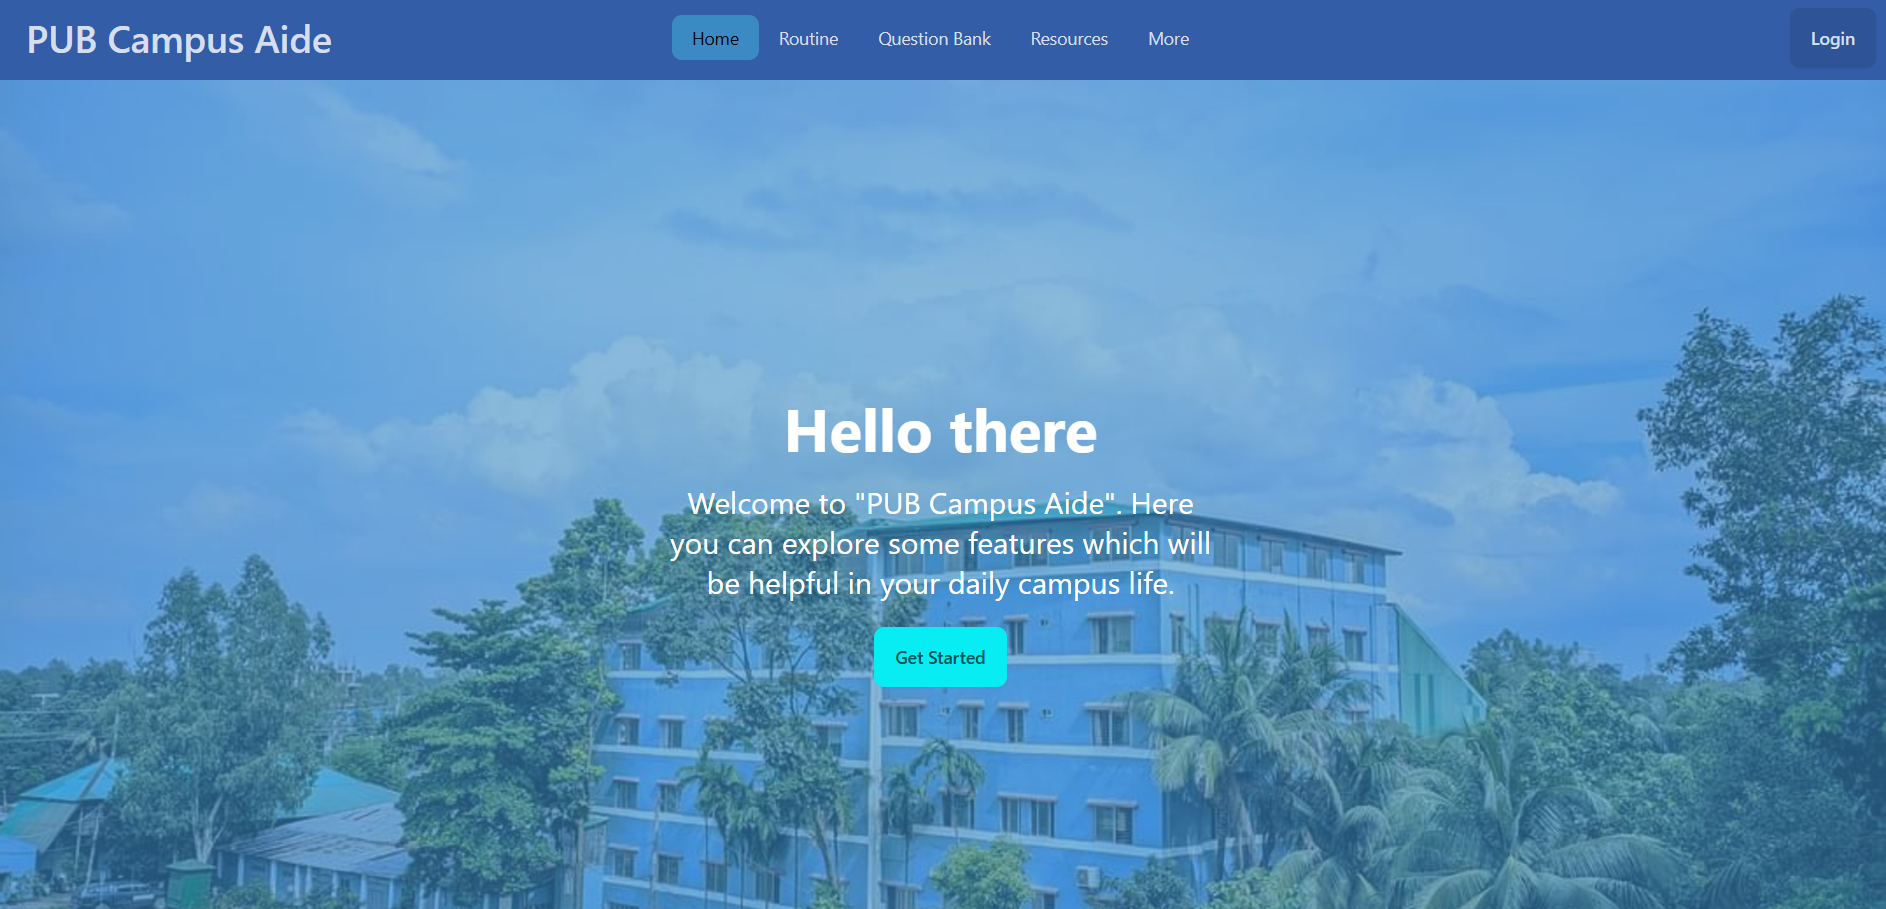 PUB Campus Aide
Home
Routine
Question Bank
Resources
More
Login
Hello there
Welcome to "PUB Campus Aide". Here
you can explore some features which will
be helpful in your daily campus life.
Get Started